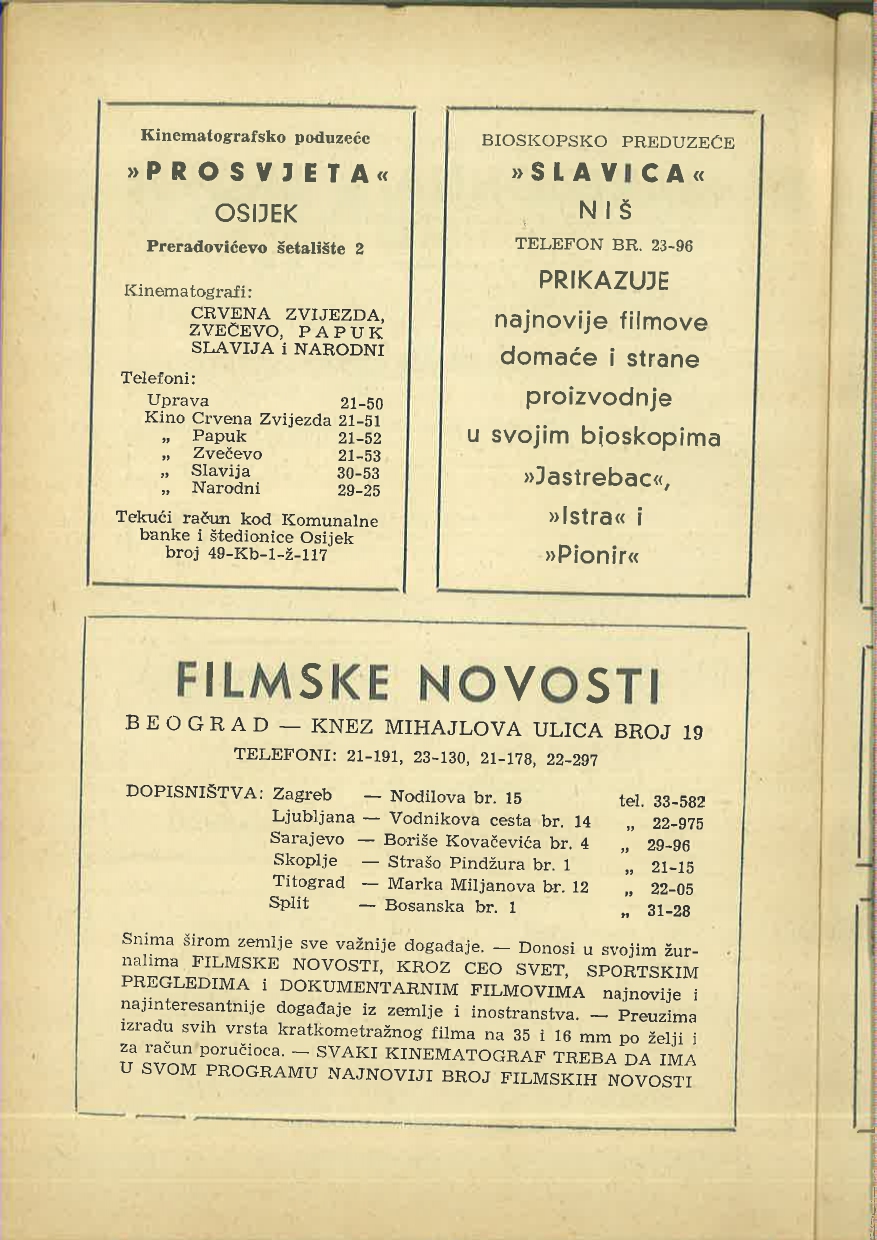 Kinematografsko poduzeće
»PROSVJETA«
OSIJEK
Preradovićevo šetalište 2
Kinematografi:
CRVENA ZVIJEZDA,
ZVEČEVO, PAPUK
SLAVIJA i NARODNI
Telefoni:
Uprava 21-50
Kino Crvena Zvijezda 21-51
„ Papuk 21-52
„ Zvečevo 21-53
„ Slavija 30-53
„ Narodni 29-25
Tekući račun kod Komunalne
banke i štedionice Osijek
broj 49-Kb-1-ž-117
BIOSKOPSKO PREDUZEĆE
»SLAVICA«
NIŠ
TELEFON BR. 23-96
PRIKAZUJE
najnovije filmove
domaće i strane
proizvodnje
u svojim bioskopima
»Jastrebac«,
»Istra« i
»Pionir«
FILMSKE NOVOSTI
BEOGRAD — KNEZ MIHAJLOVA ULICA BROJ 19
TELEFONI: 21-191, 23-130, 21-178, 22-297
DOPISNIŠTVA: Zagreb — Nodilova br. 15 tel. 33-582
Ljubljana — Vodnikova cesta br. 14 „ 22-975
Sarajevo — Boriše Kovačevića br. 4 „ 29-96
Skoplje — Strašo Pindžura br. 1 „ 21-15
Titograd — Marka Miljanova br. 12 „ 22-05
Split — Bosanska br. 1 „ 31-28
Snima širom zemlje sve važnije događaje. — Donosi u svojim žur-
nalima FILMSKE NOVOSTI, KROZ CEO SVET, SPORTSKIM
PREGLEDIMA i DOKUMENTARNIM FILMOVIMA najnovije i
najinteresantnije događaje iz zemlje i inostranstva. — Preuzima
izradu svih vrsta kratkometražnog filma na 35 i 16 mm po želji i
za račun poručioca. — SVAKI KINEMATOGRAF TREBA DA IMA
U SVOM PROGRAMU NAJNOVIJI BROJ FILMSKIH NOVOSTI